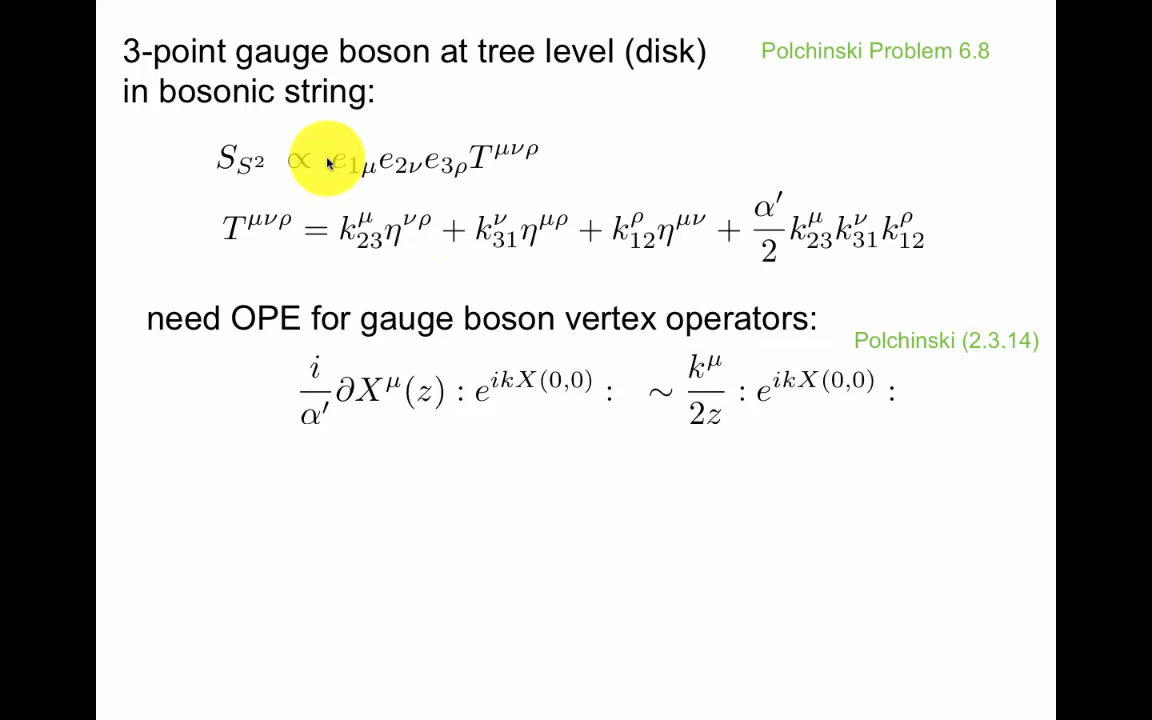 3-point gauge boson at tree level (disk) Polchinski Problem 6.8
in bosonic string:
S_{S^2} ∝ e_{1μ}e_{2ν}e_{3ρ}T^{μνρ}
T^{μνρ} = k_{23}^μ η^{νρ} + k_{31}^ν η^{μρ} + k_{12}^ρ η^{μν} + \frac{α'}{2} k_{23}^μ k_{31}^ν k_{12}^ρ
need OPE for gauge boson vertex operators:
Polchinski (2.3.14)
\frac{i}{α'} ∂X^μ(z) : e^{ikX(0,0)} : ∼ \frac{k^μ}{2z} : e^{ikX(0,0)} :